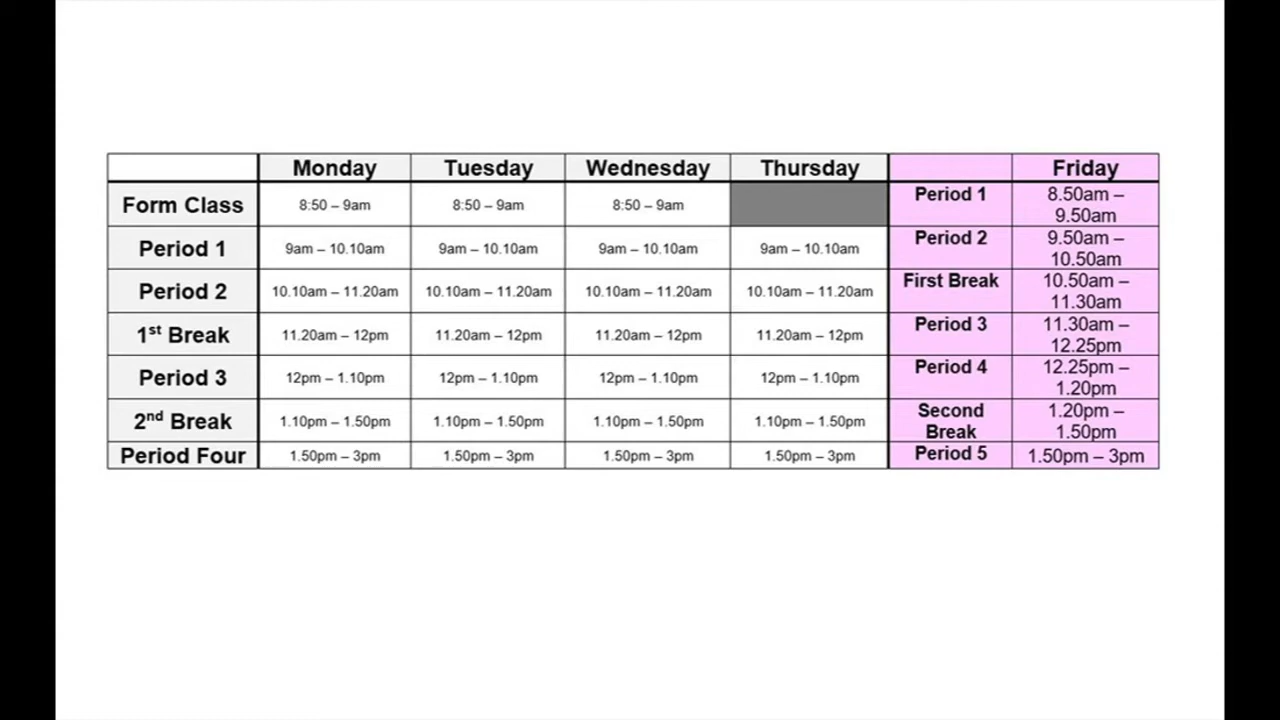 Monday Tuesday Wednesday Thursday Friday
Form Class 8:50 – 9am 8:50 – 9am 8:50 – 9am Period 1 8.50am – 9.50am
Period 1 9am – 10.10am 9am – 10.10am 9am – 10.10am 9am – 10.10am Period 2 9.50am – 10.50am
Period 2 10.10am – 11.20am 10.10am – 11.20am 10.10am – 11.20am 10.10am – 11.20am First Break 10.50am – 11.30am
1st Break 11.20am – 12pm 11.20am – 12pm 11.20am – 12pm 11.20am – 12pm Period 3 11.30am – 12.25pm
Period 3 12pm – 1.10pm 12pm – 1.10pm 12pm – 1.10pm 12pm – 1.10pm Period 4 12.25pm – 1.20pm
2nd Break 1.10pm – 1.50pm 1.10pm – 1.50pm 1.10pm – 1.50pm 1.10pm – 1.50pm Second Break 1.20pm – 1.50pm
Period Four 1.50pm – 3pm 1.50pm – 3pm 1.50pm – 3pm 1.50pm – 3pm Period 5 1.50pm – 3pm